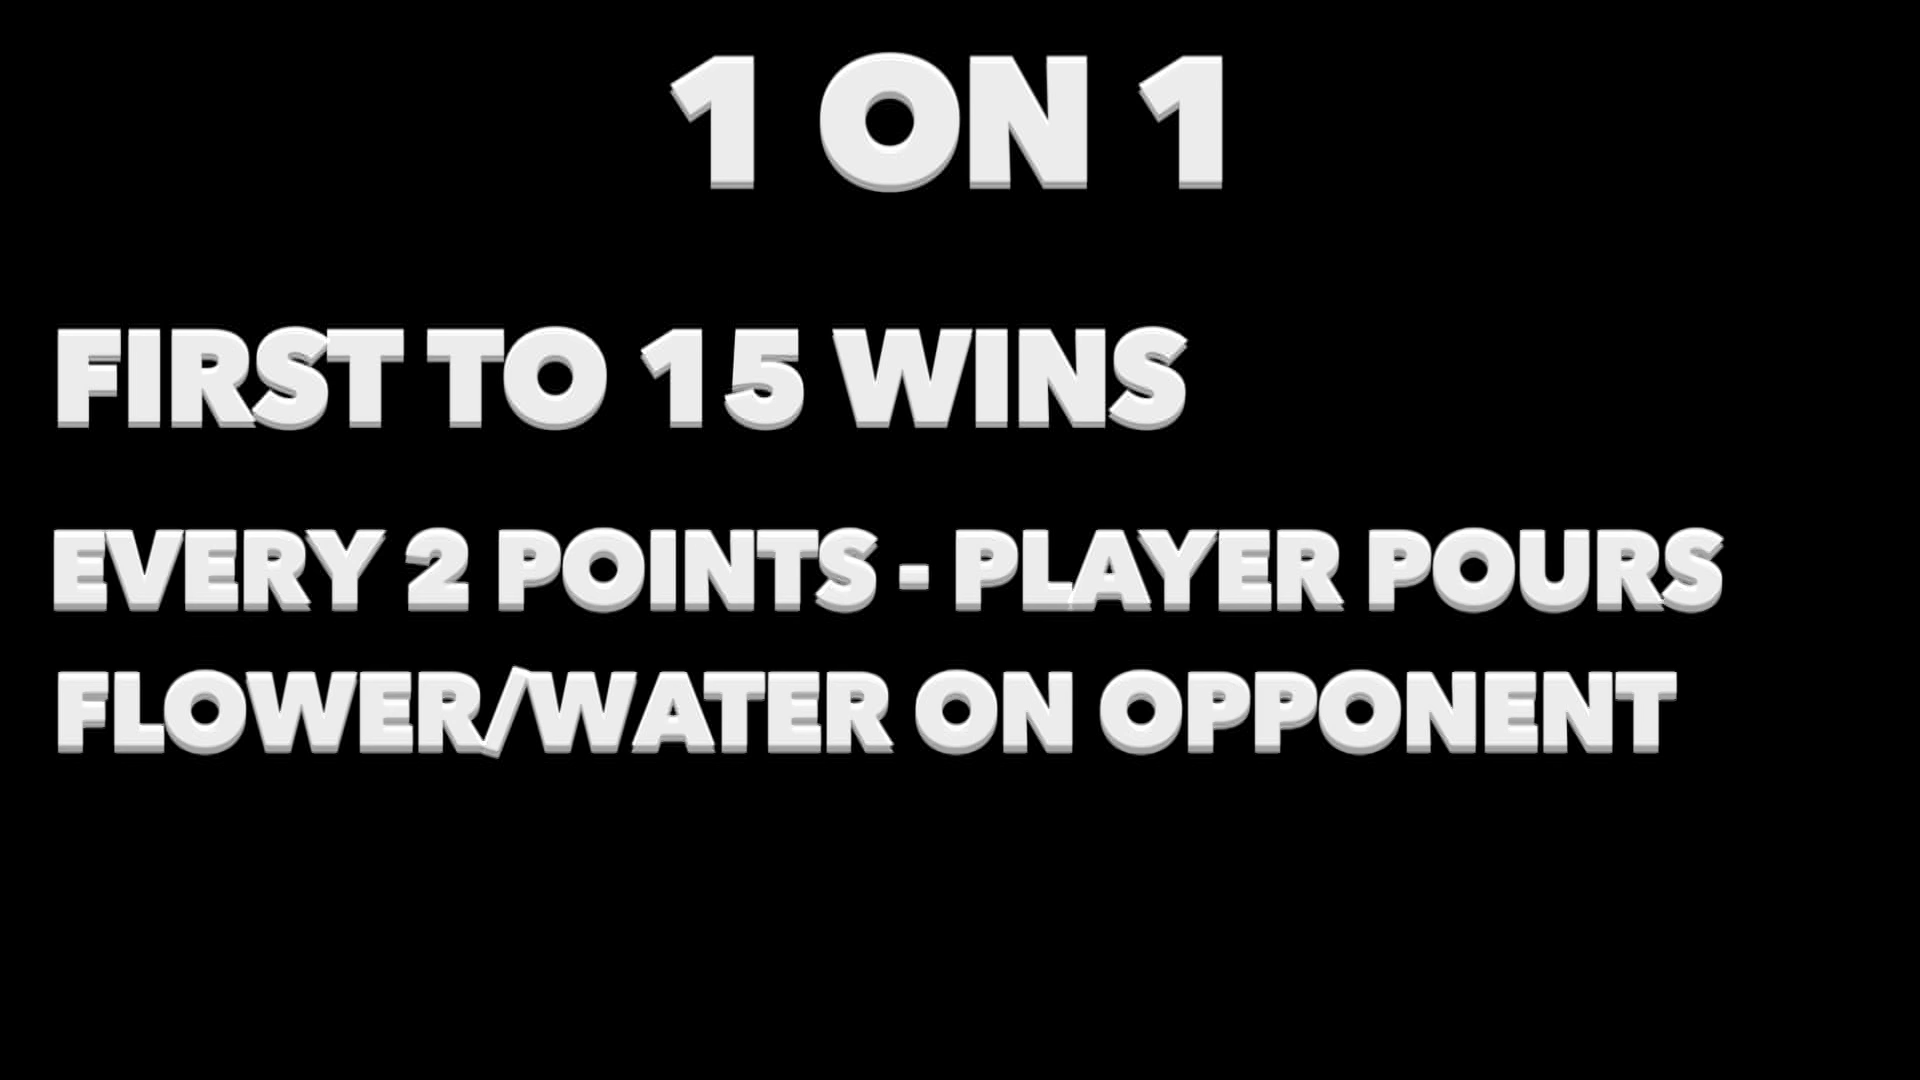 1 ON 1
FIRST TO 15 WINS
EVERY 2 POINTS - PLAYER POURS
FLOWER/WATER ON OPPONENT